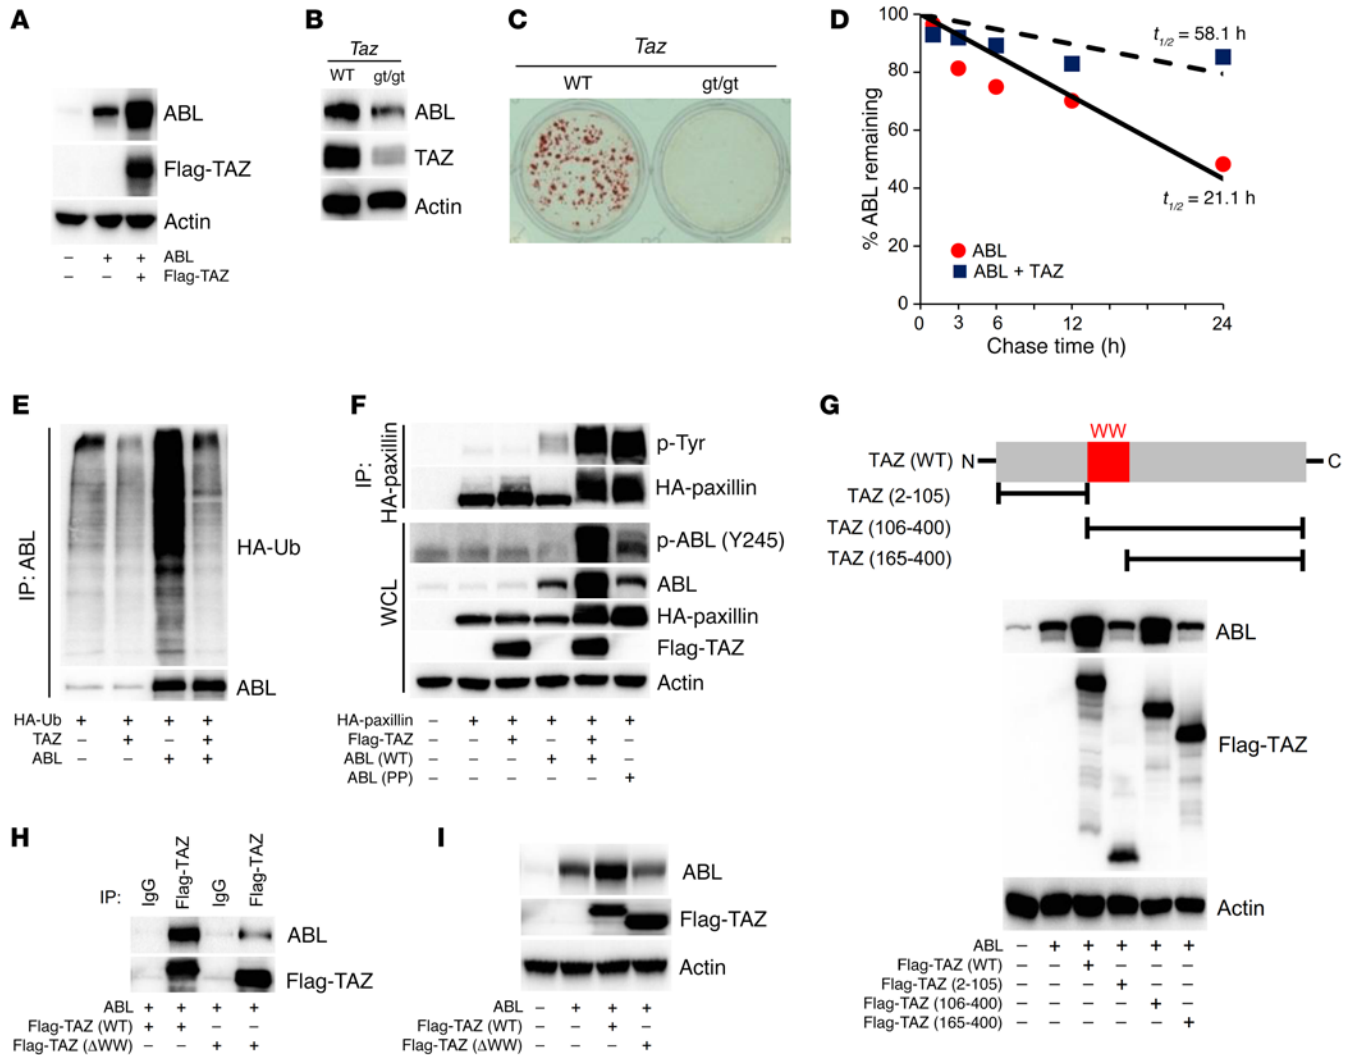 A
ABL
Flag-TAZ
Actin
– + + ABL
– – + Flag-TAZ
B
Taz
WT gt/gt
ABL
TAZ
Actin
C
Taz
WT gt/gt
D
100
80
60
40
20
0
% ABL remaining
t1/2 = 58.1 h
t1/2 = 21.1 h
ABL
ABL + TAZ
0 3 6 12 24
Chase time (h)
E
IP: ABL
HA-Ub
ABL
HA-Ub + + + +
TAZ – + – +
ABL – – + +
F
IP:
HA-paxillin
p-Tyr
HA-paxillin
WCL
p-ABL (Y245)
ABL
HA-paxillin
Flag-TAZ
Actin
HA-paxillin – + + + + +
Flag-TAZ – – + – + –
ABL (WT) – – – + + –
ABL (PP) – – – – – +
G
WW
TAZ (WT) N C
TAZ (2-105)
TAZ (106-400)
TAZ (165-400)
ABL
Flag-TAZ
Actin
ABL – + + + + +
Flag-TAZ (WT) – – + – – –
Flag-TAZ (2-105) – – – + – –
Flag-TAZ (106-400) – – – – + –
Flag-TAZ (165-400) – – – – – +
H
IP: IgG Flag-TAZ IgG Flag-TAZ
ABL
Flag-TAZ
ABL + + + +
Flag-TAZ (WT) + + – –
Flag-TAZ (ΔWW) – – + +
I
ABL
Flag-TAZ
Actin
ABL – + + +
Flag-TAZ (WT) – – + –
Flag-TAZ (ΔWW) – – – +